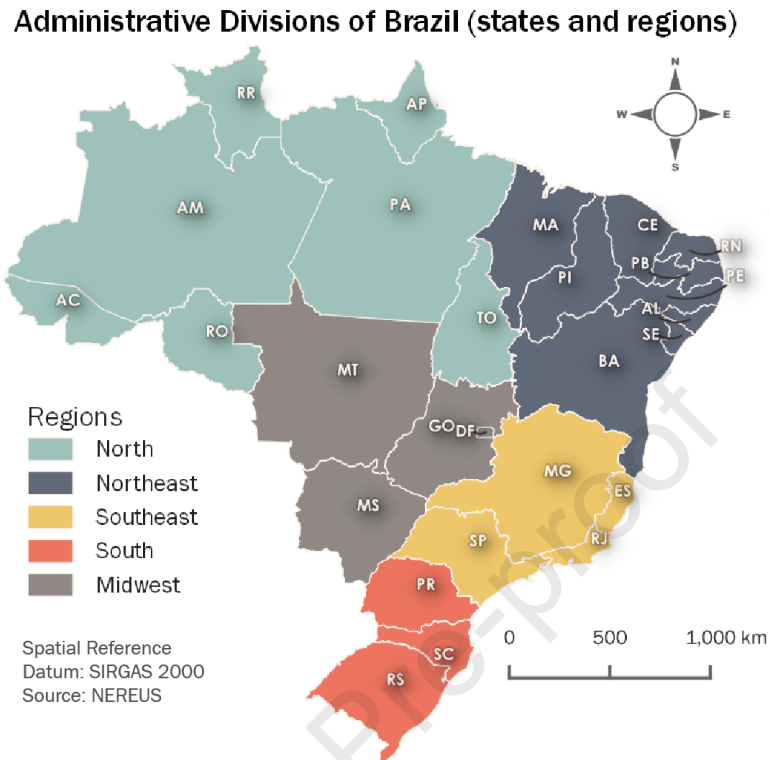 Administrative Divisions of Brazil (states and regions)
N
W
E
S
RR
AP
AM
PA
MA
CE
RN
PB
PE
PI
AC
AL
TO
RO
SE
BA
MT
GO
DF
MG
ES
MS
SP
RJ
PR
SC
RS
Regions
North
Northeast
Southeast
South
Midwest
Spatial Reference
Datum: SIRGAS 2000
Source: NEREUS
0 500 1,000 km
Pre-proof